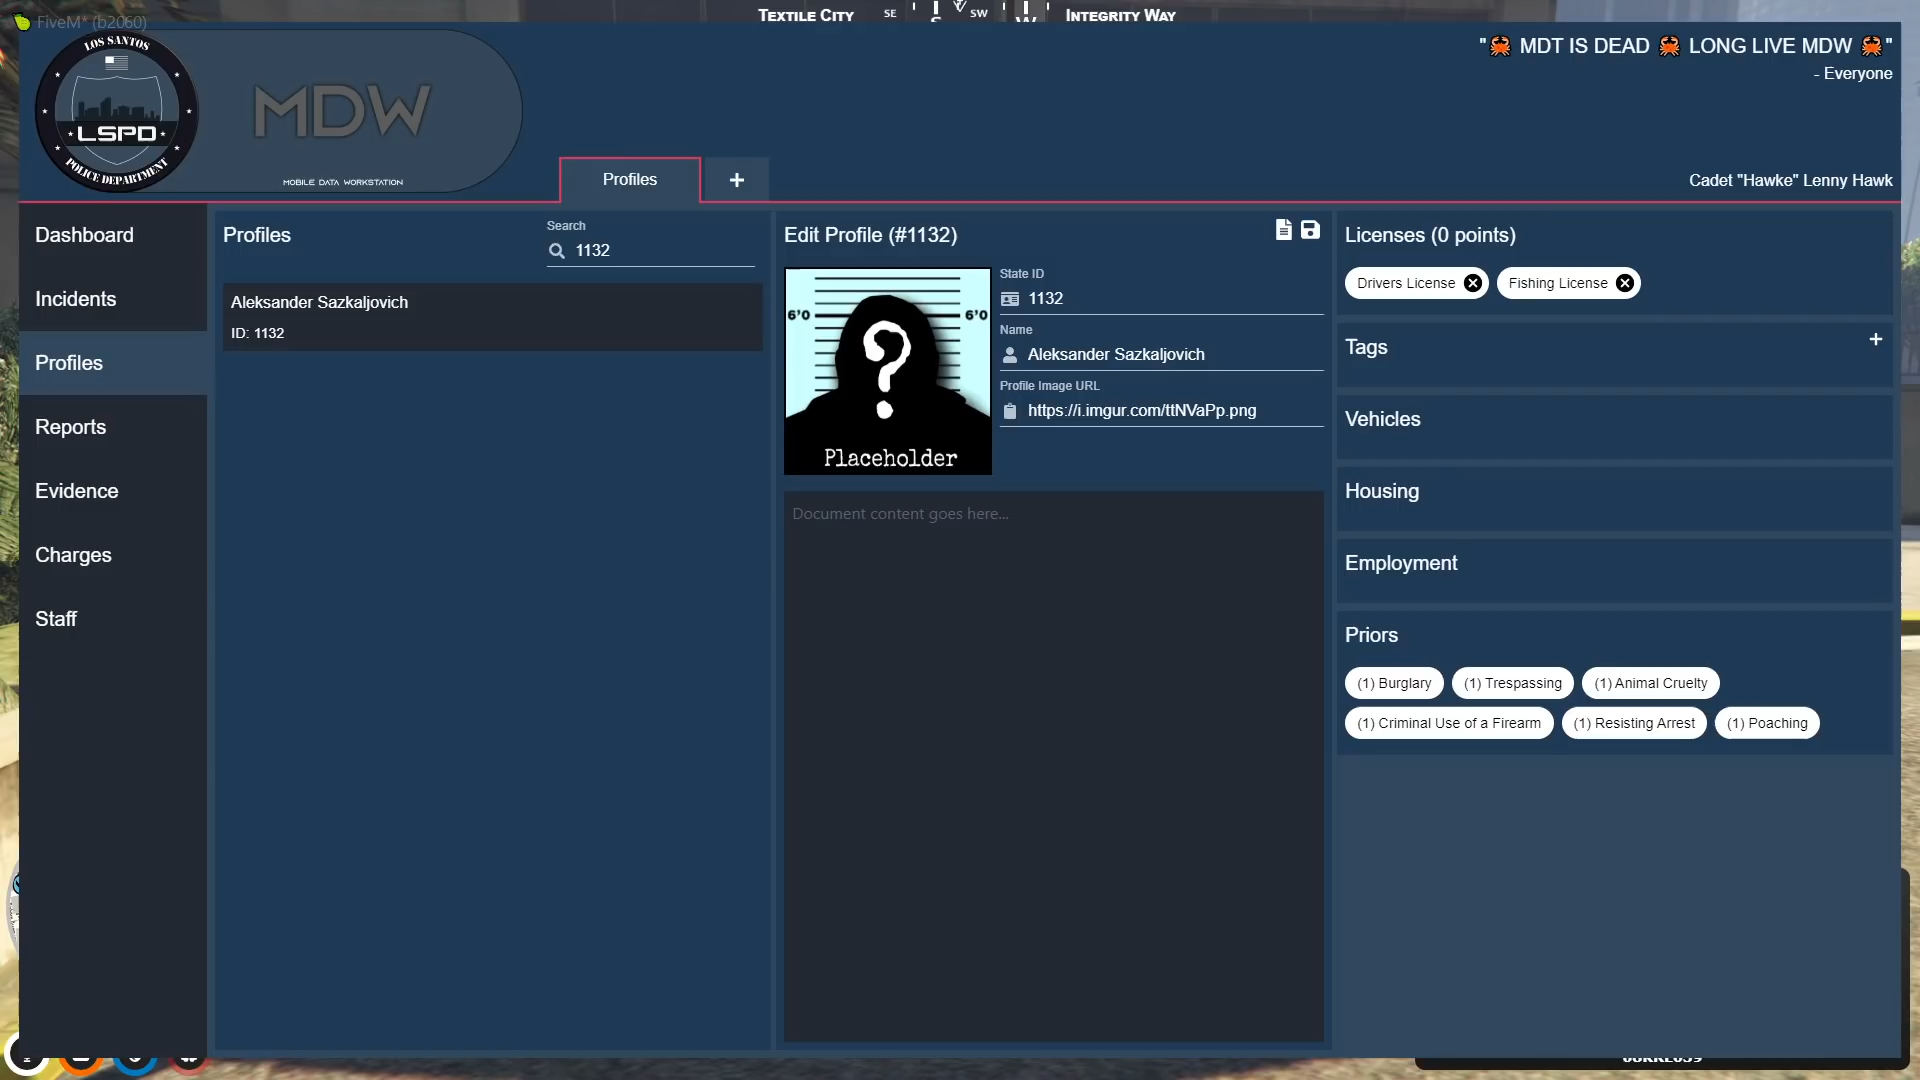 FiveM* (b2060)
TEXTILE CITY SE S SW W INTEGRITY WAY
LOS SANTOS
LSPD
POLICE DEPARTMENT
MDW
MOBILE DATA WORKSTATION
"🦀 MDT IS DEAD 🦀 LONG LIVE MDW 🦀"
- Everyone
Profiles
+
Cadet "Hawke" Lenny Hawk
Dashboard
Incidents
Profiles
Reports
Evidence
Charges
Staff
Profiles
Search
1132
Aleksander Sazkaljovich
ID: 1132
Edit Profile (#1132)
6'0 6'0
?
Placeholder
State ID
1132
Name
Aleksander Sazkaljovich
Profile Image URL
https://i.imgur.com/ttNVaPp.png
Document content goes here...
Licenses (0 points)
Drivers License
Fishing License
Tags
+
Vehicles
Housing
Employment
Priors
(1) Burglary
(1) Trespassing
(1) Animal Cruelty
(1) Criminal Use of a Firearm
(1) Resisting Arrest
(1) Poaching